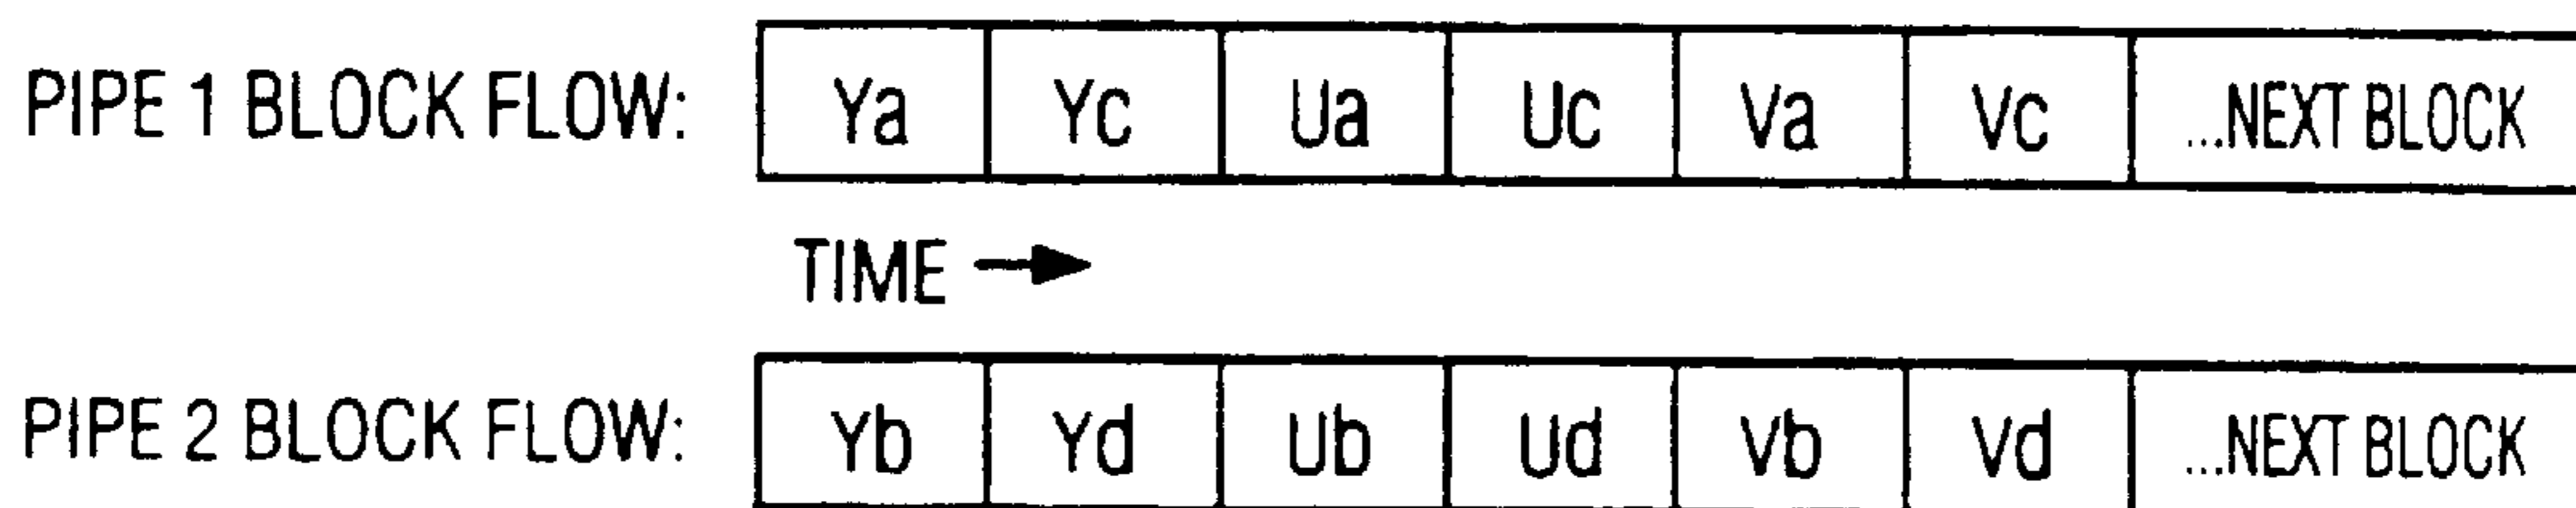 PIPE 1 BLOCK FLOW: Ya Yc Ua Uc Va Vc ...NEXT BLOCK
TIME
PIPE 2 BLOCK FLOW: Yb Yd Ub Ud Vb Vd ...NEXT BLOCK